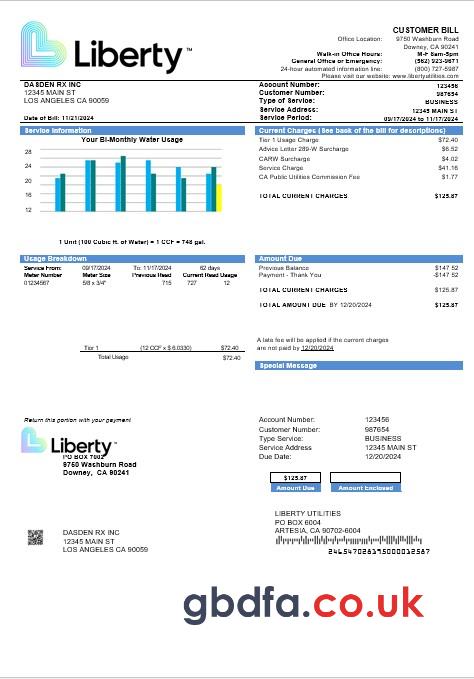 Liberty™
CUSTOMER BILL
Office Location: 9750 Washburn Road
Downey, CA 90241
Walk-in Office Hours: M-F 8am-5pm
General Office or Emergency: (562) 923-9671
24-hour automated information line: (800) 727-5987
Please visit our website: www.libertyutilities.com
DASDEN RX INC
12345 MAIN ST
LOS ANGELES CA 90059
Date of Bill: 11/21/2024
Account Number: 123456
Customer Number: 987654
Type of Service: BUSINESS
Service Address: 12345 MAIN ST
Service Period: 09/17/2024 to 11/17/2024
Service Information
Your Bi-Monthly Water Usage
28
24
20
18
16
12
1 Unit (100 Cubic ft. of Water) = 1 CCF = 748 gal.
Current Charges (See back of the bill for descriptions)
Tier 1 Usage Charge $72.40
Advice Letter 289-W Surcharge $6.52
CARW Surcharge $4.02
Service Charge $41.16
CA Public Utilities Commission Fee $1.77
TOTAL CURRENT CHARGES $125.87
Usage Breakdown
Service From: 09/17/2024 To: 11/17/2024 62 days
Meter Number Meter Size Previous Read Current Read Usage
01234567 5/8 x 3/4" 715 727 12
Tier 1 (12 CCF x $ 6.0330) $72.40
Total Usage $72.40
Amount Due
Previous Balance $147.52
Payment - Thank You -$147.52
TOTAL CURRENT CHARGES $125.87
TOTAL AMOUNT DUE BY 12/20/2024 $125.87
A late fee will be applied if the current charges
are not paid by 12/20/2024
Special Message
Return this portion with your payment
Liberty™
PO BOX 7002
9750 Washburn Road
Downey, CA 90241
Account Number: 123456
Customer Number: 987654
Type Service: BUSINESS
Service Address 12345 MAIN ST
Due Date: 12/20/2024
$125.87
Amount Due Amount Enclosed
LIBERTY UTILITIES
PO BOX 6004
ARTESIA, CA 90702-6004
DASDEN RX INC
12345 MAIN ST
LOS ANGELES CA 90059
gbdfa.co.uk